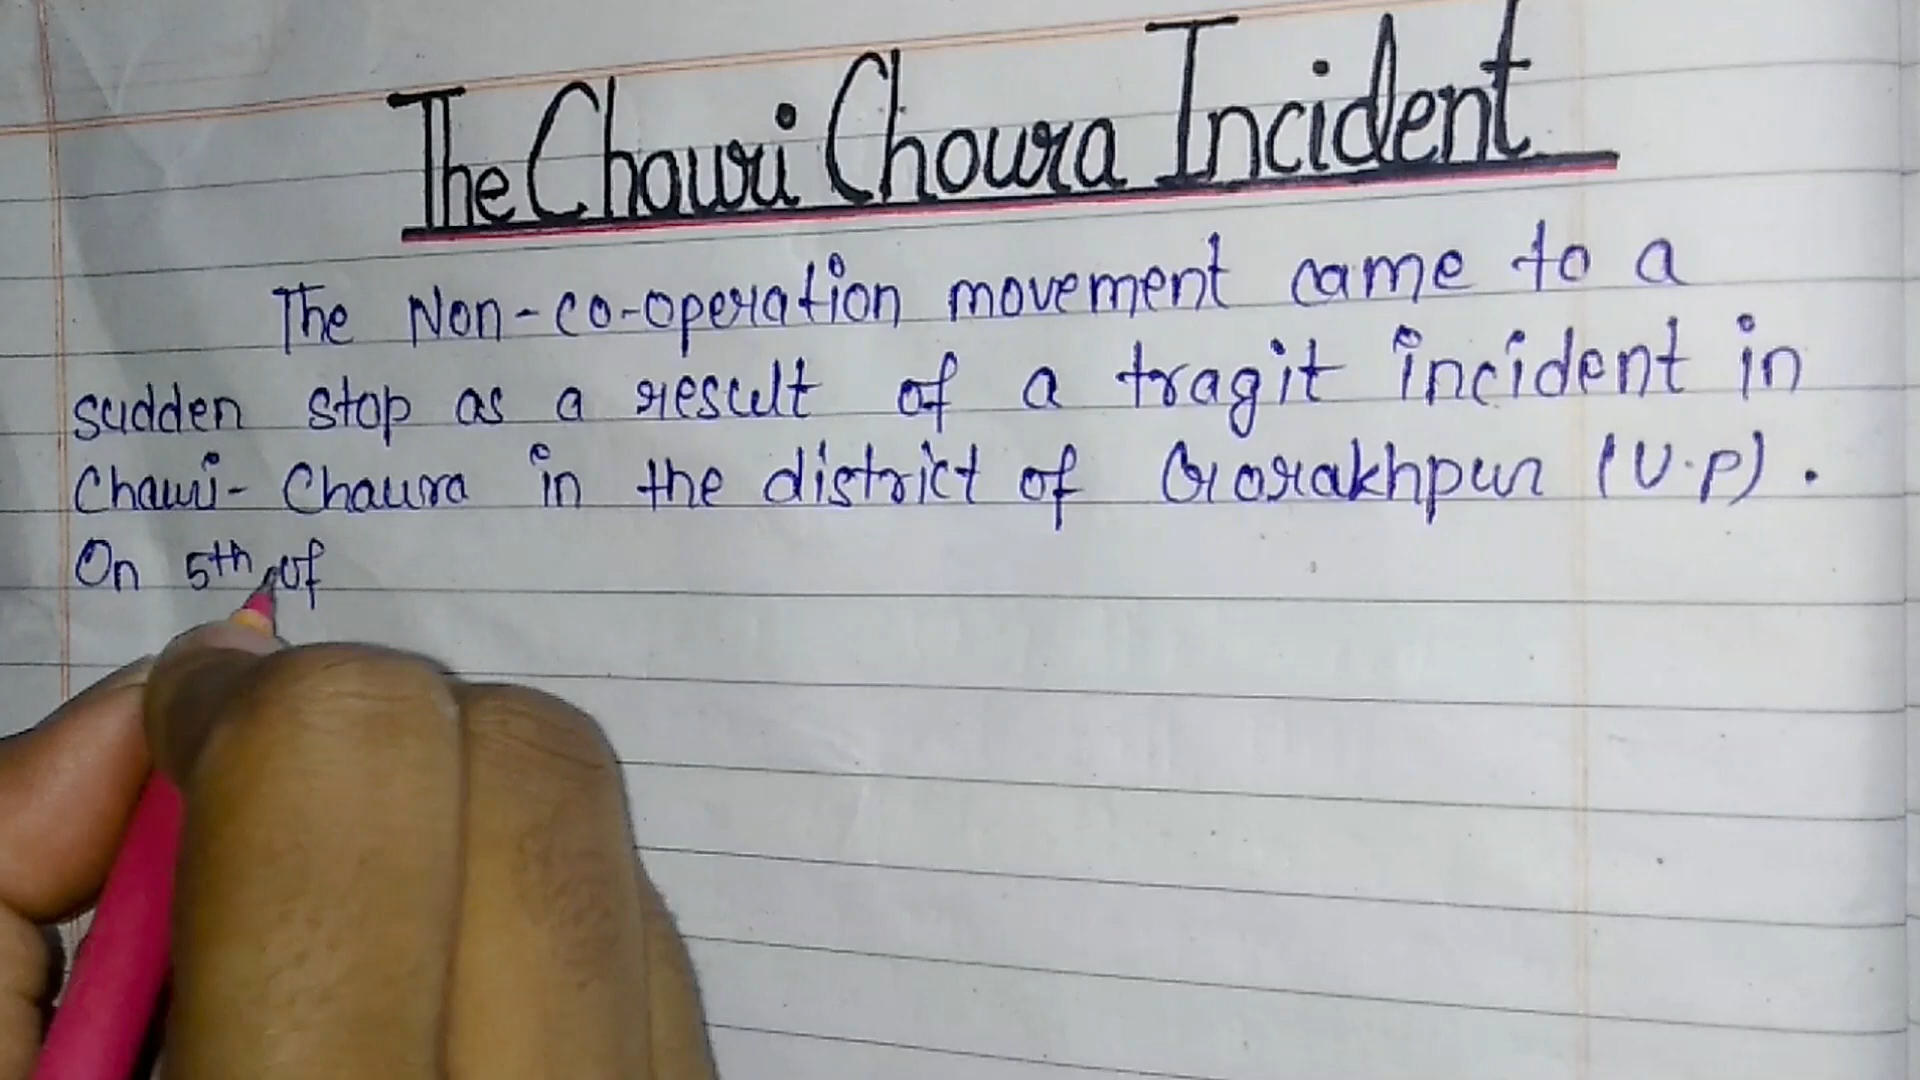 The Chauri Choura Incident
The Non-co-operation movement came to a
sudden stop as a result of a tragit incident in
Chauri-Chaura in the district of Gorakhpur (U.P).
On 5th of